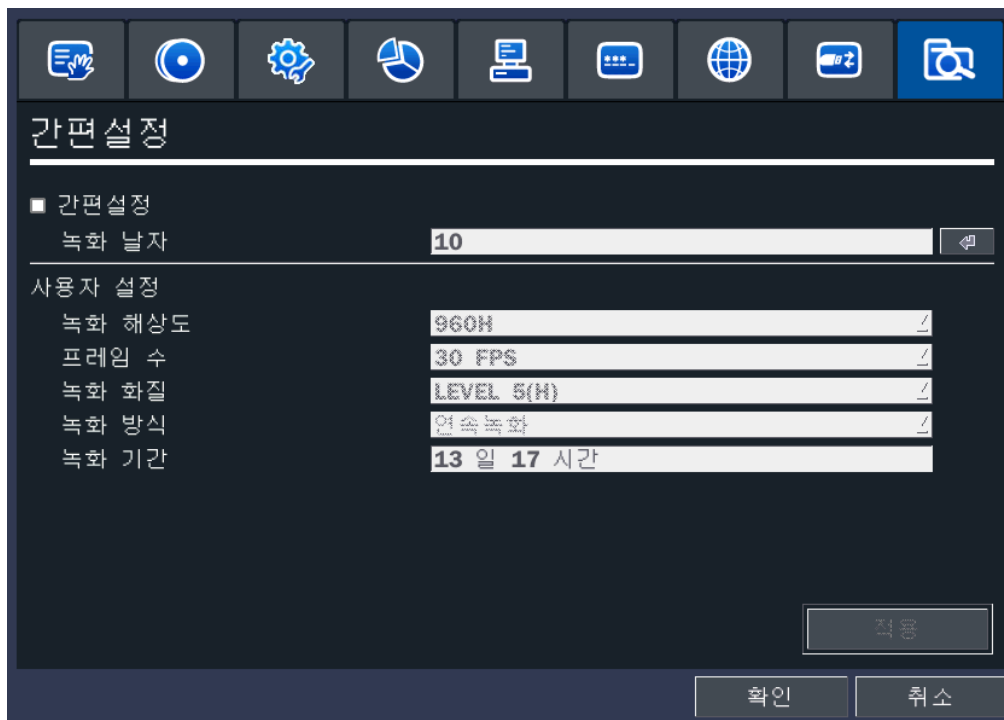 간편설정
간편설정
녹화 날자 10
사용자 설정
녹화 해상도 960H
프레임 수 30 FPS
녹화 화질 LEVEL 5(H)
녹화 방식 연속녹화
녹화 기간 13 일 17 시간
적용
확인 취소